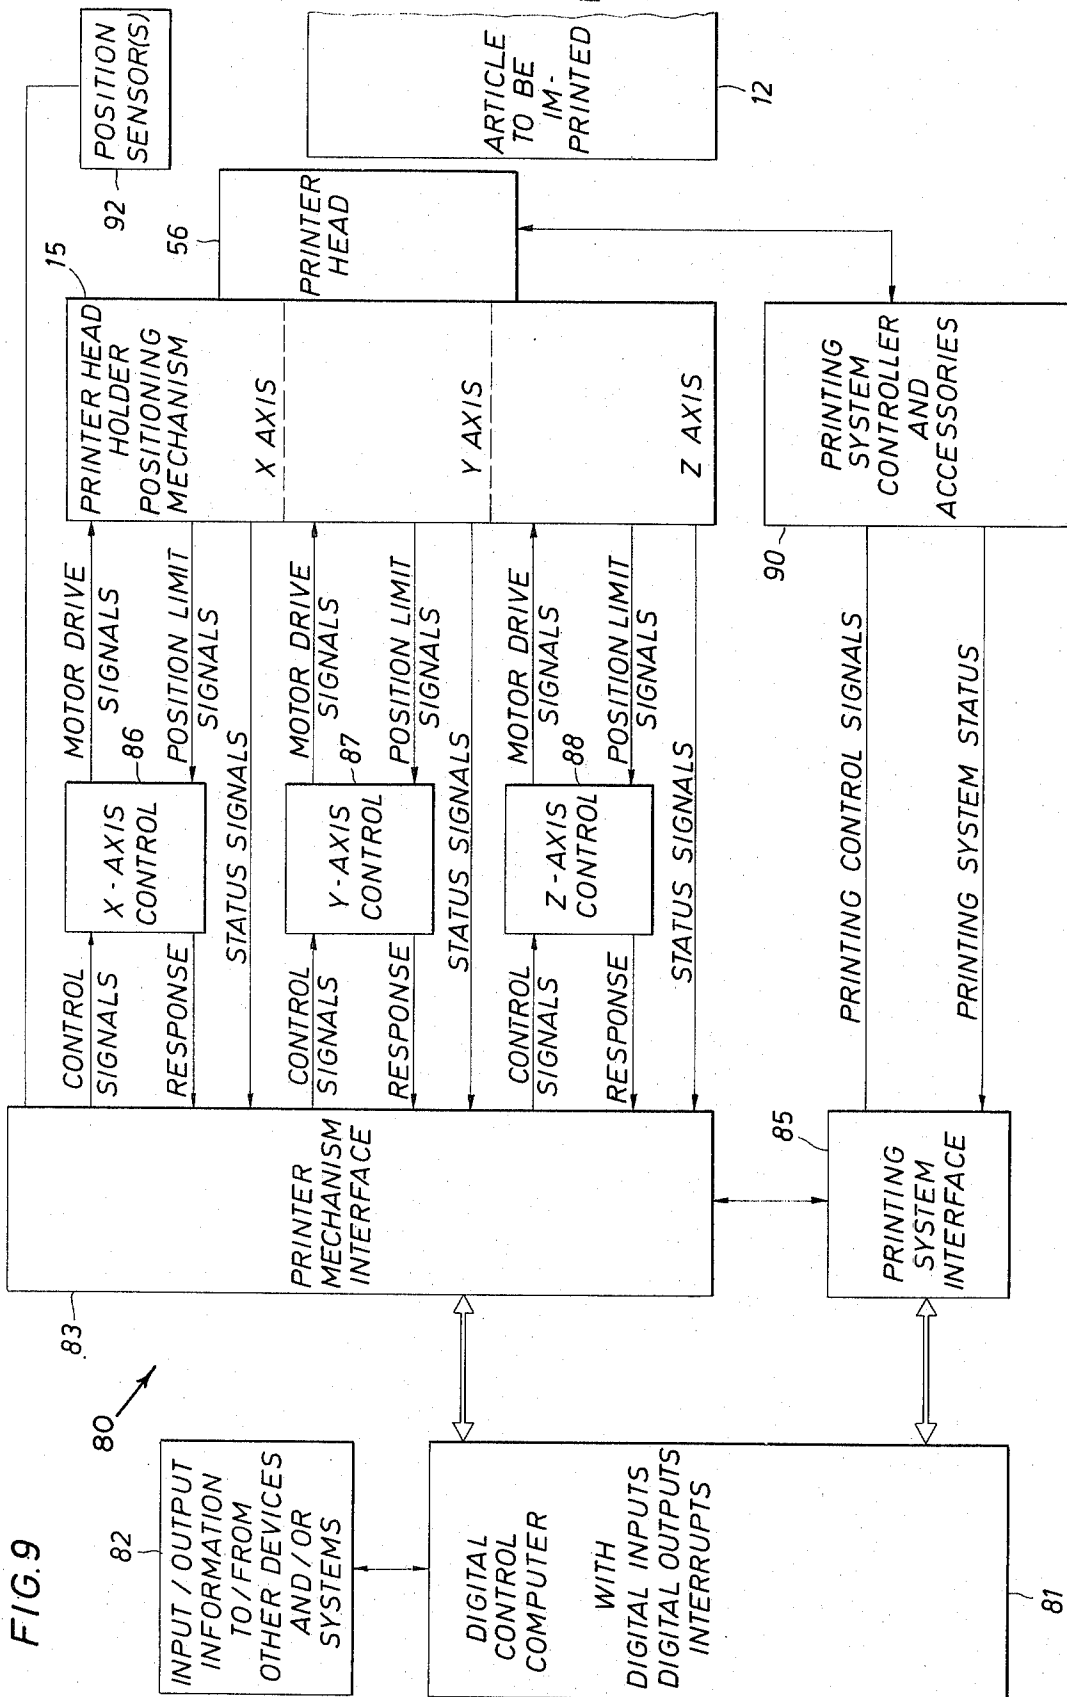 FIG.9
80
INPUT / OUTPUT
INFORMATION
TO/FROM
OTHER DEVICES
AND/OR
SYSTEMS
82
DIGITAL
CONTROL
COMPUTER
WITH
DIGITAL INPUTS
DIGITAL OUTPUTS
INTERRUPTS
81
83
PRINTER
MECHANISM
INTERFACE
85
PRINTING
SYSTEM
INTERFACE
CONTROL
SIGNALS
RESPONSE
STATUS SIGNALS
X-AXIS
CONTROL
86
MOTOR DRIVE
SIGNALS
POSITION LIMIT
SIGNALS
CONTROL
SIGNALS
RESPONSE
STATUS SIGNALS
Y-AXIS
CONTROL
87
MOTOR DRIVE
SIGNALS
POSITION LIMIT
SIGNALS
CONTROL
SIGNALS
RESPONSE
STATUS SIGNALS
Z-AXIS
CONTROL
88
MOTOR DRIVE
SIGNALS
POSITION LIMIT
SIGNALS
PRINTING CONTROL SIGNALS
PRINTING SYSTEM STATUS
15
PRINTER HEAD
HOLDER
POSITIONING
MECHANISM
X AXIS
Y AXIS
Z AXIS
90
PRINTING
SYSTEM
CONTROLLER
AND
ACCESSORIES
56
PRINTER
HEAD
92
POSITION
SENSOR(S)
ARTICLE
TO BE
IM-
PRINTED
12